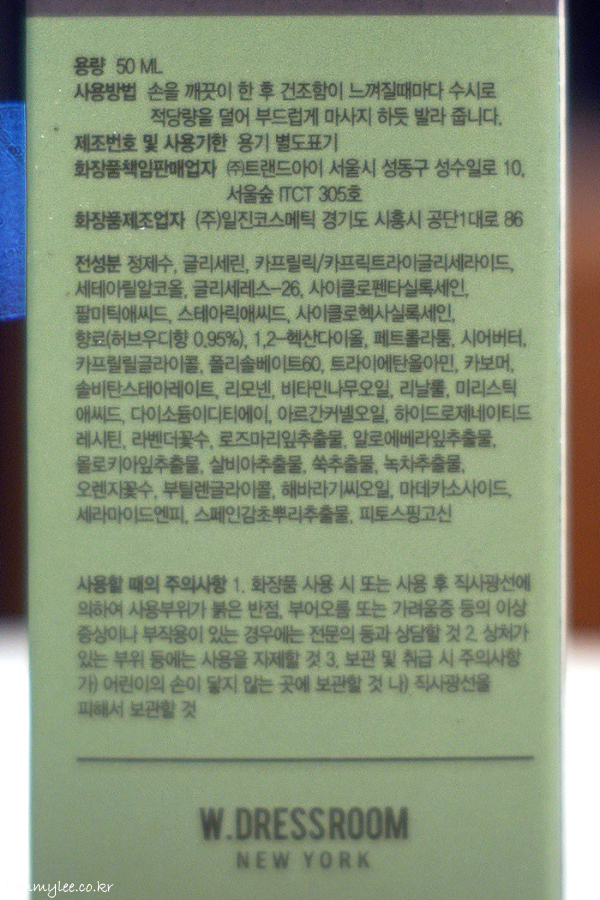 용량 50 ML
사용방법 손을 깨끗이 한 후 건조함이 느껴질때마다 수시로
적당량을 덜어 부드럽게 마사지 하듯 발라 줍니다.
제조번호 및 사용기한 용기 별도표기
화장품책임판매업자 ㈜트랜드아이 서울시 성동구 성수일로 10,
서울숲 ITCT 305호
화장품제조업자 (주)일진코스메틱 경기도 시흥시 공단1대로 86
전성분 정제수, 글리세린, 카프릴릭/카프릭트라이글리세라이드,
세테아릴알코올, 글리세레스-26, 사이클로펜타실록세인,
팔미틱애씨드, 스테아릭애씨드, 사이클로헥사실록세인,
향료(허브우디향 0.95%), 1,2-헥산다이올, 페트롤라툼, 시어버터,
카프릴릴글라이콜, 폴리솔베이트60, 트라이에탄올아민, 카보머,
솔비탄스테아레이트, 리모넨, 비타민나무오일, 리날룰, 미리스틱
애씨드, 다이소듐이디티에이, 아르간커넬오일, 하이드로제네이티드
레시틴, 라벤더꽃수, 로즈마리잎추출물, 알로에베라잎추출물,
몰로키아잎추출물, 살비아추출물, 쑥추출물, 녹차추출물,
오렌지꽃수, 부틸렌글라이콜, 해바라기씨오일, 마데카소사이드,
세라마이드엔피, 스페인감초뿌리추출물, 피토스핑고신
사용할 때의 주의사항 1. 화장품 사용 시 또는 사용 후 직사광선에
의하여 사용부위가 붉은 반점, 부어오름 또는 가려움증 등의 이상
증상이나 부작용이 있는 경우에는 전문의 등과 상담할 것 2. 상처가
있는 부위 등에는 사용을 자제할 것 3. 보관 및 취급 시 주의사항
가) 어린이의 손이 닿지 않는 곳에 보관할 것 나) 직사광선을
피해서 보관할 것
W.DRESSROOM
NEW YORK
mylee.co.kr